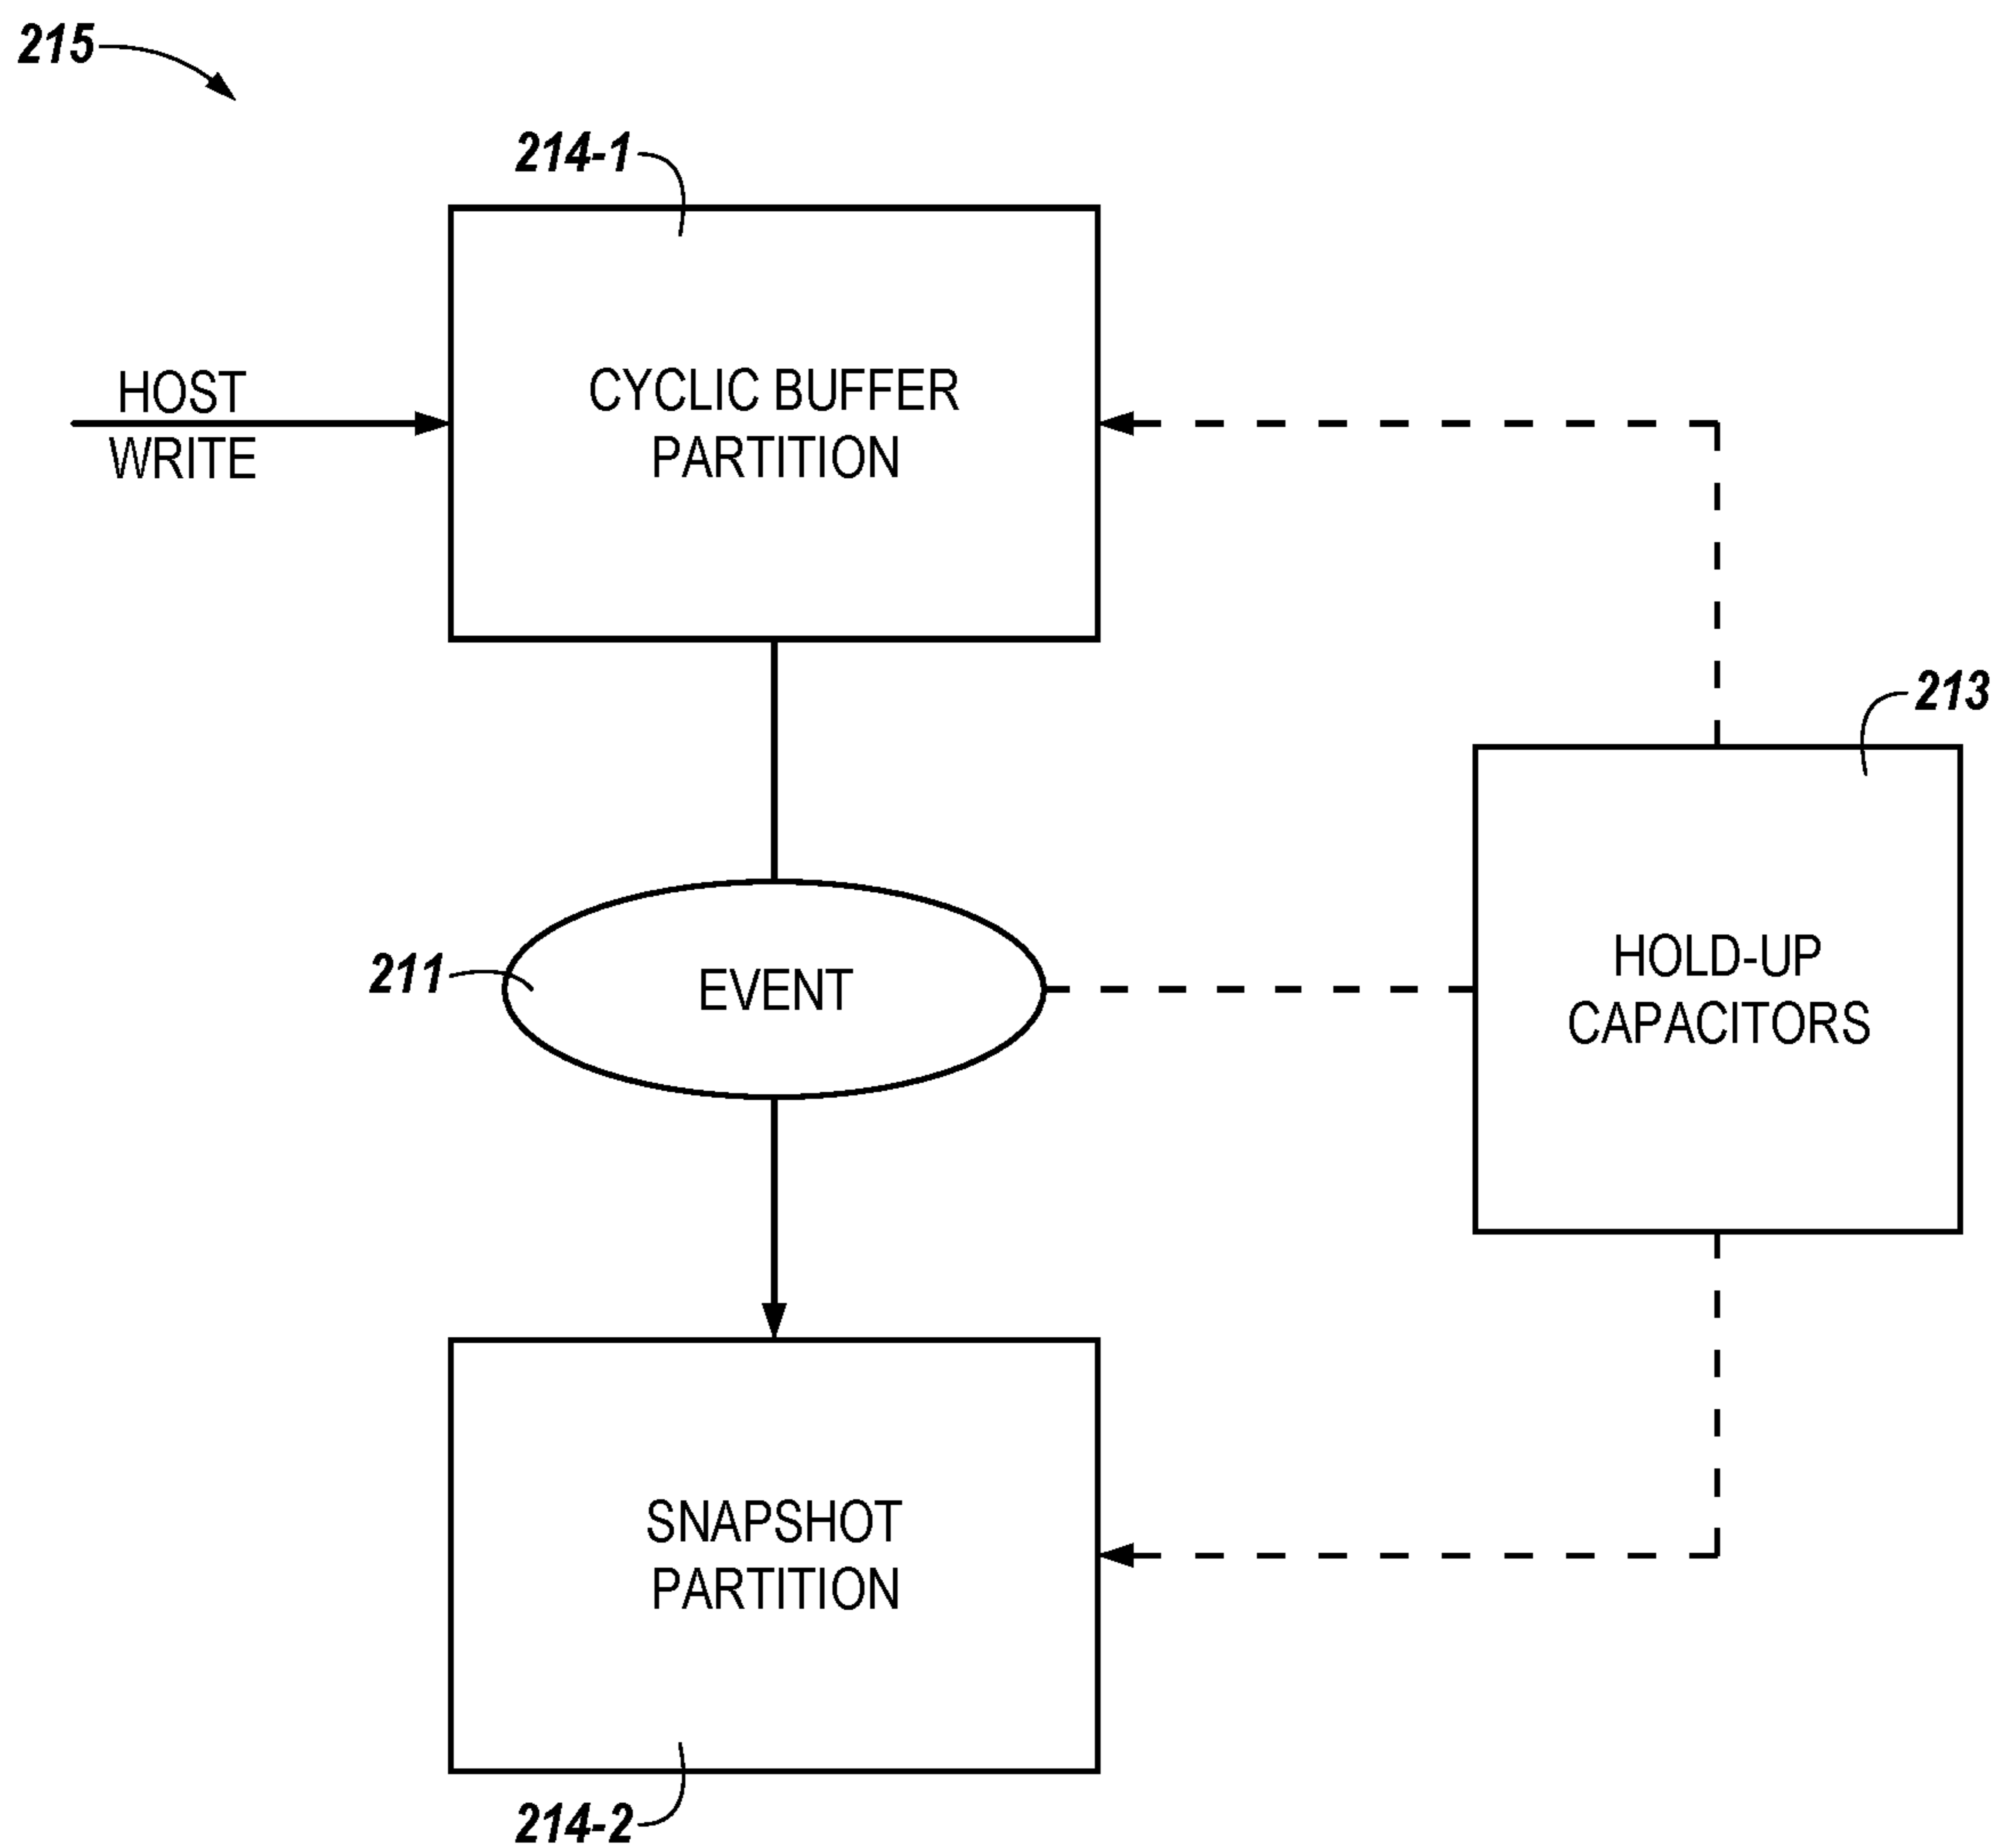 215
214-1
HOST
WRITE
CYCLIC BUFFER
PARTITION
213
211
EVENT
HOLD-UP
CAPACITORS
SNAPSHOT
PARTITION
214-2